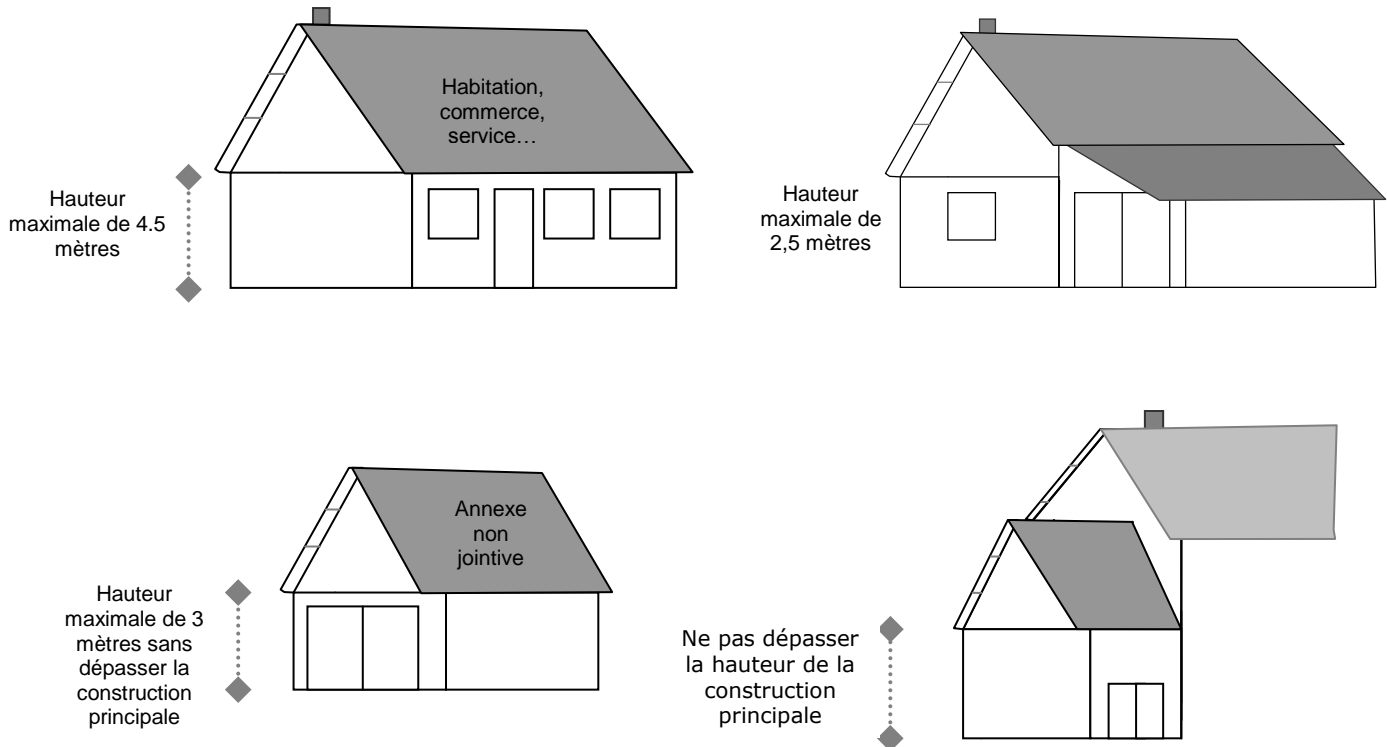 Habitation,
commerce,
service…
Hauteur
maximale de 4.5
mètres
Hauteur
maximale de
2,5 mètres
Annexe
non
jointive
Hauteur
maximale de 3
mètres sans
dépasser la
construction
principale
Ne pas dépasser
la hauteur de la
construction
principale